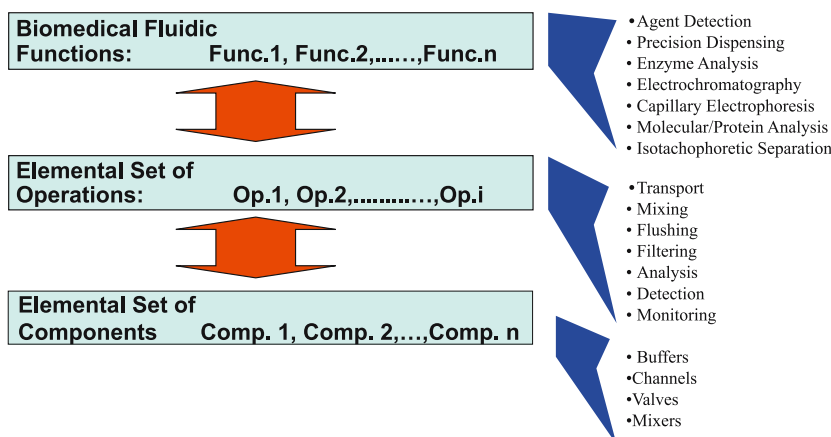 Biomedical Fluidic
Functions: Func.1, Func.2,......…,Func.n
Elemental Set of
Operations: Op.1, Op.2,..........…,Op.i
Elemental Set of
Components Comp. 1, Comp. 2,…,Comp. n
• Agent Detection
• Precision Dispensing
• Enzyme Analysis
• Electrochromatography
• Capillary Electrophoresis
• Molecular/Protein Analysis
• Isotachophoretic Separation
• Transport
• Mixing
• Flushing
• Filtering
• Analysis
• Detection
• Monitoring
• Buffers
•Channels
•Valves
•Mixers